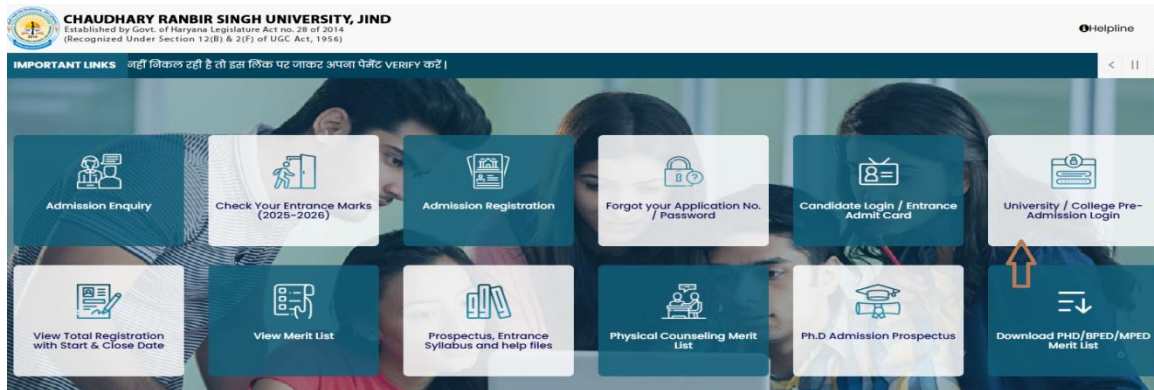 CHAUDHARY RANBIR SINGH UNIVERSITY, JIND
Established by Govt. of Haryana Legislature Act no. 28 of 2014
(Recognized Under Section 12(B) & 2(F) of UGC Act, 1956)
Helpline
IMPORTANT LINKS नहीं निकल रही है तो इस लिंक पर जाकर अपना पेमेंट VERIFY करें |
Admission Enquiry
Check Your Entrance Marks
(2025-2026)
Admission Registration
Forgot your Application No.
/ Password
Candidate Login / Entrance
Admit Card
University / College Pre-
Admission Login
View Total Registration
with Start & Close Date
View Merit List
Prospectus, Entrance
Syllabus and help files
Physical Counseling Merit
List
Ph.D Admission Prospectus
Download PHD/BPED/MPED
Merit List